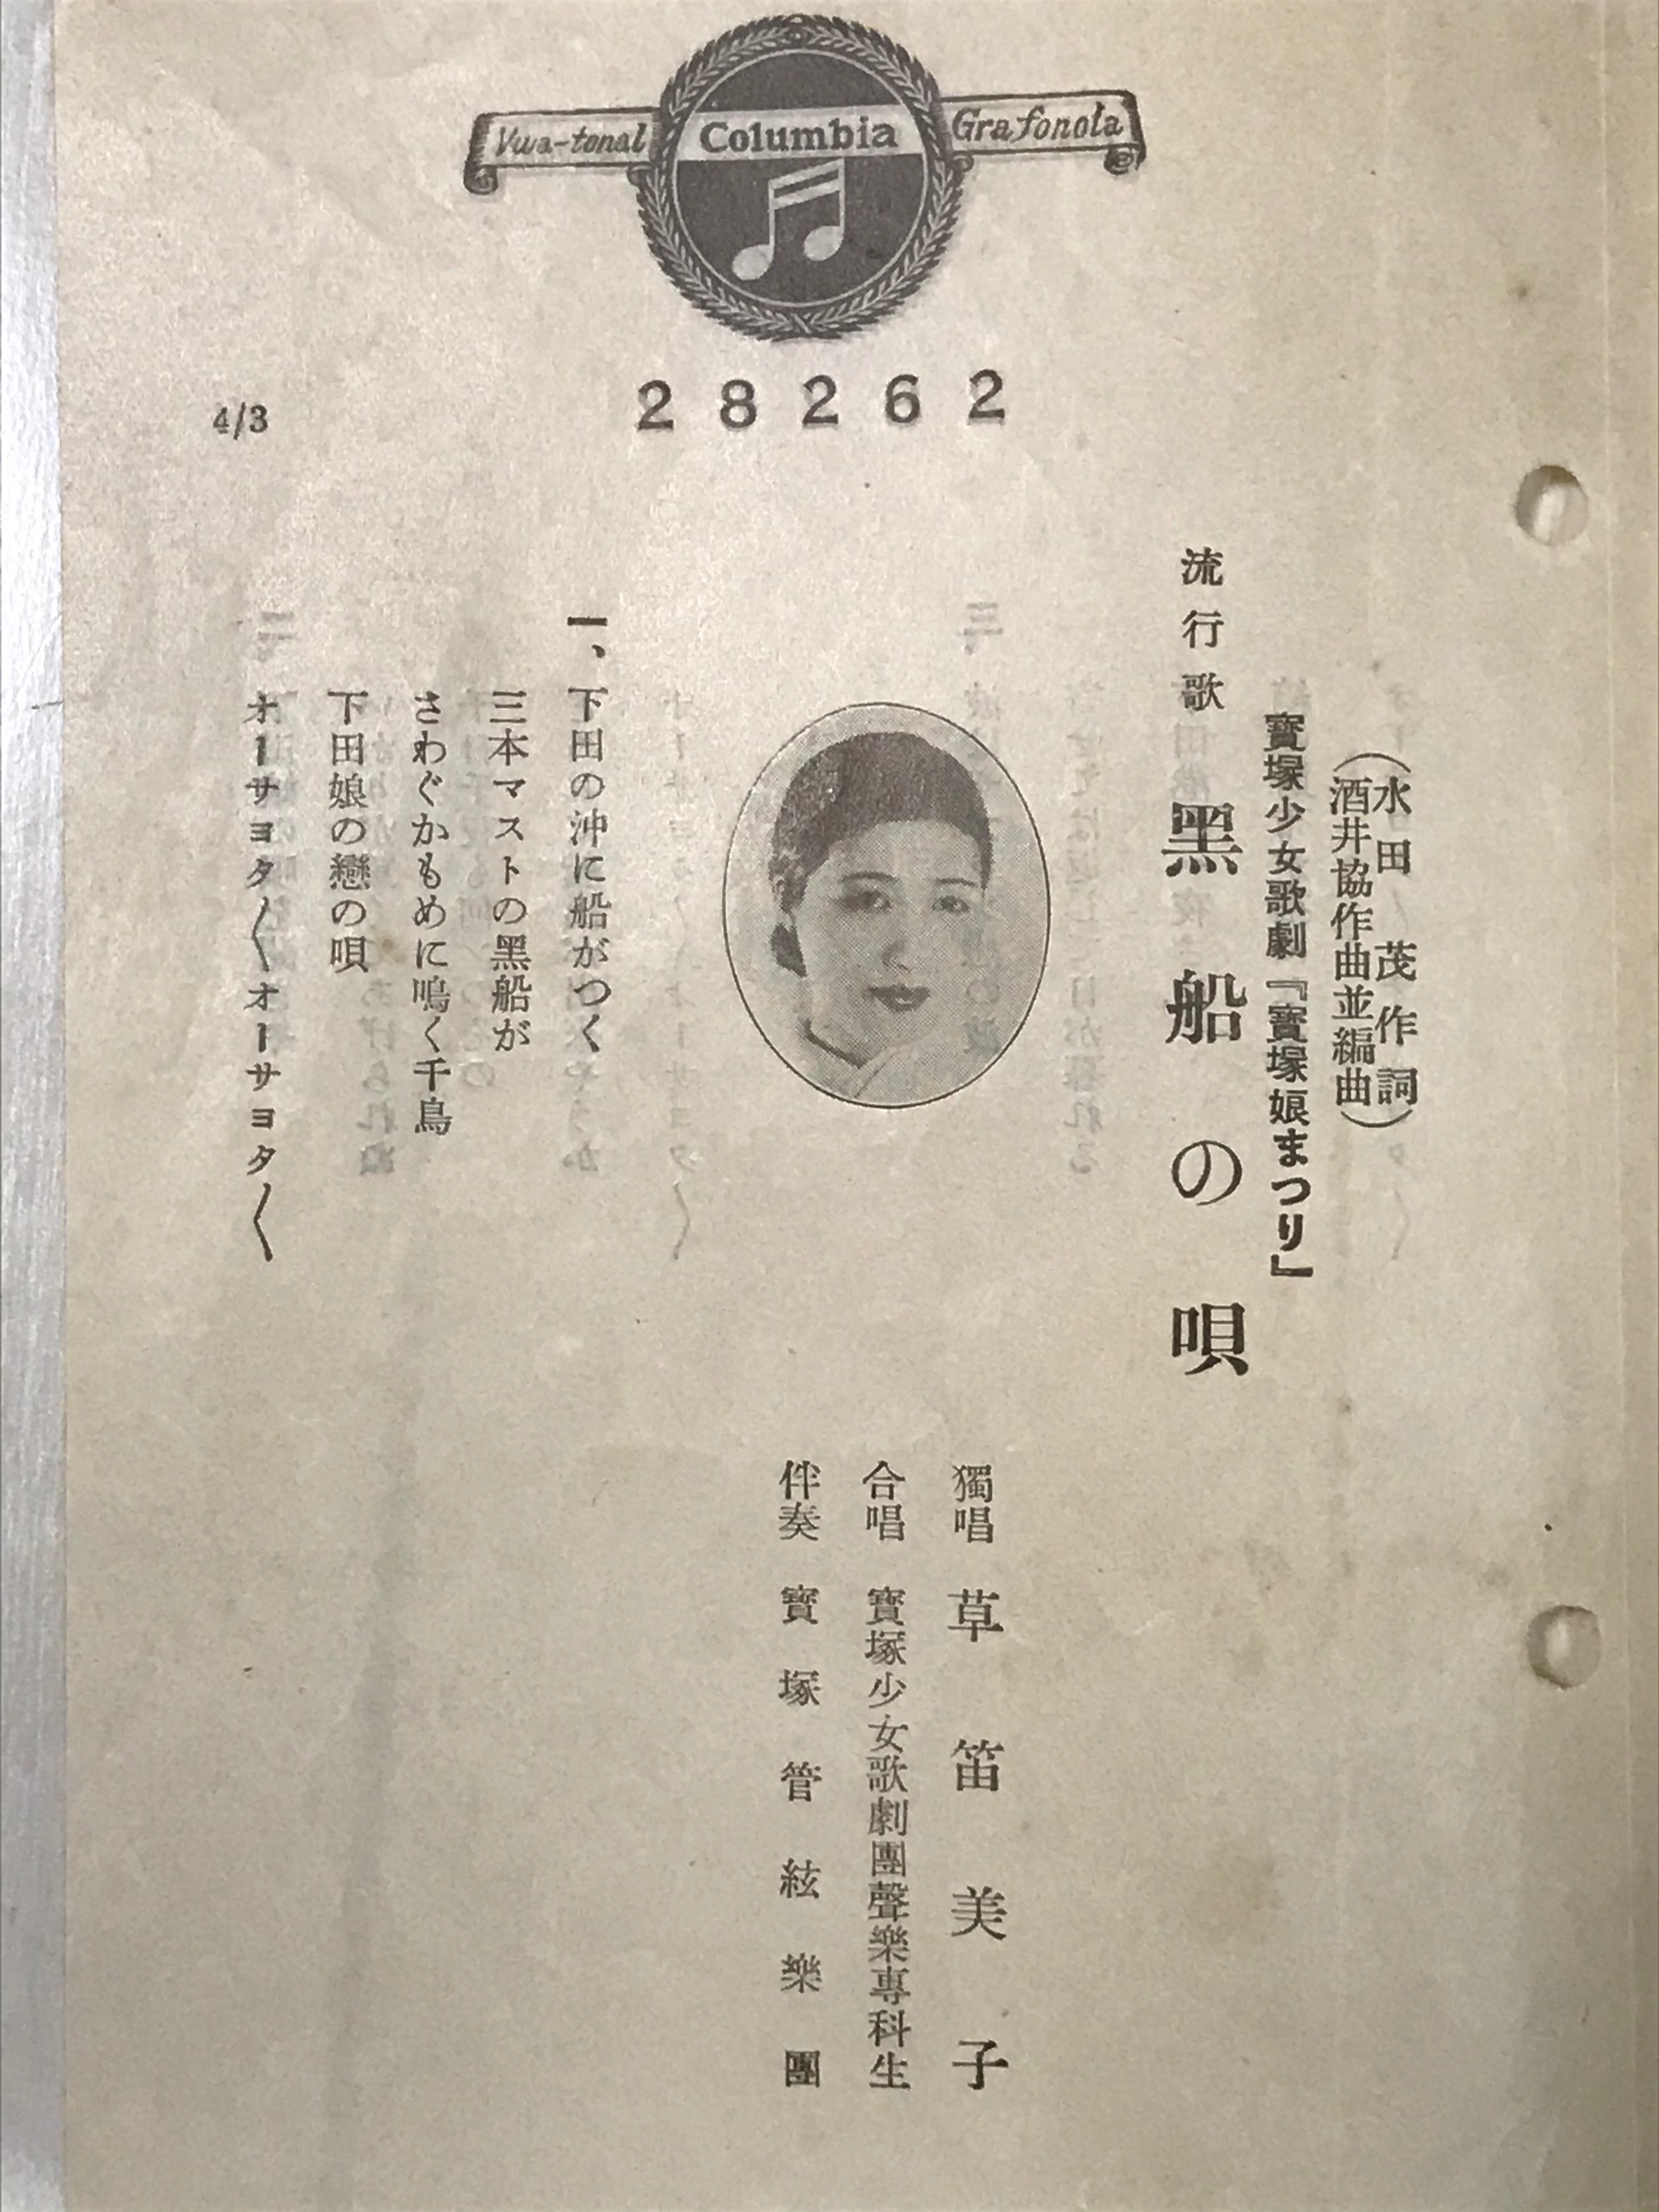 Viva-tonal Columbia Grafonola
28262
4/3
(水田茂作詞
酒井協作曲並編曲)
寶塚少女歌劇『寶塚娘まつり』
流行歌 黑船の唄
獨唱 草笛美子
合唱 寶塚少女歌劇團聲樂專科生
伴奏 寶塚管絃樂團
一、下田の沖に船がつく
三本マストの黑船が
さわぐかもめに鳴く千鳥
下田娘の戀の唄
オーサヨタ〱オーサヨタ〱